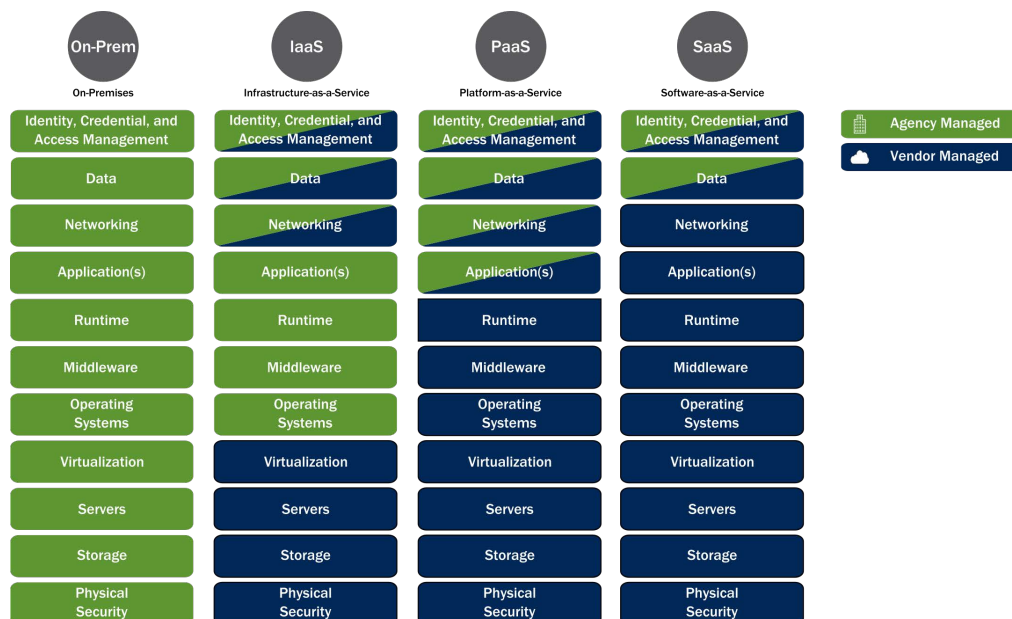 On-Prem
IaaS
PaaS
SaaS
On-Premises
Infrastructure-as-a-Service
Platform-as-a-Service
Software-as-a-Service
Identity, Credential, and
Access Management
Identity, Credential, and
Access Management
Identity, Credential, and
Access Management
Identity, Credential, and
Access Management
Agency Managed
Vendor Managed
Data
Data
Data
Data
Networking
Networking
Networking
Networking
Application(s)
Application(s)
Application(s)
Application(s)
Runtime
Runtime
Runtime
Runtime
Middleware
Middleware
Middleware
Middleware
Operating
Systems
Operating
Systems
Operating
Systems
Operating
Systems
Virtualization
Virtualization
Virtualization
Virtualization
Servers
Servers
Servers
Servers
Storage
Storage
Storage
Storage
Physical
Security
Physical
Security
Physical
Security
Physical
Security